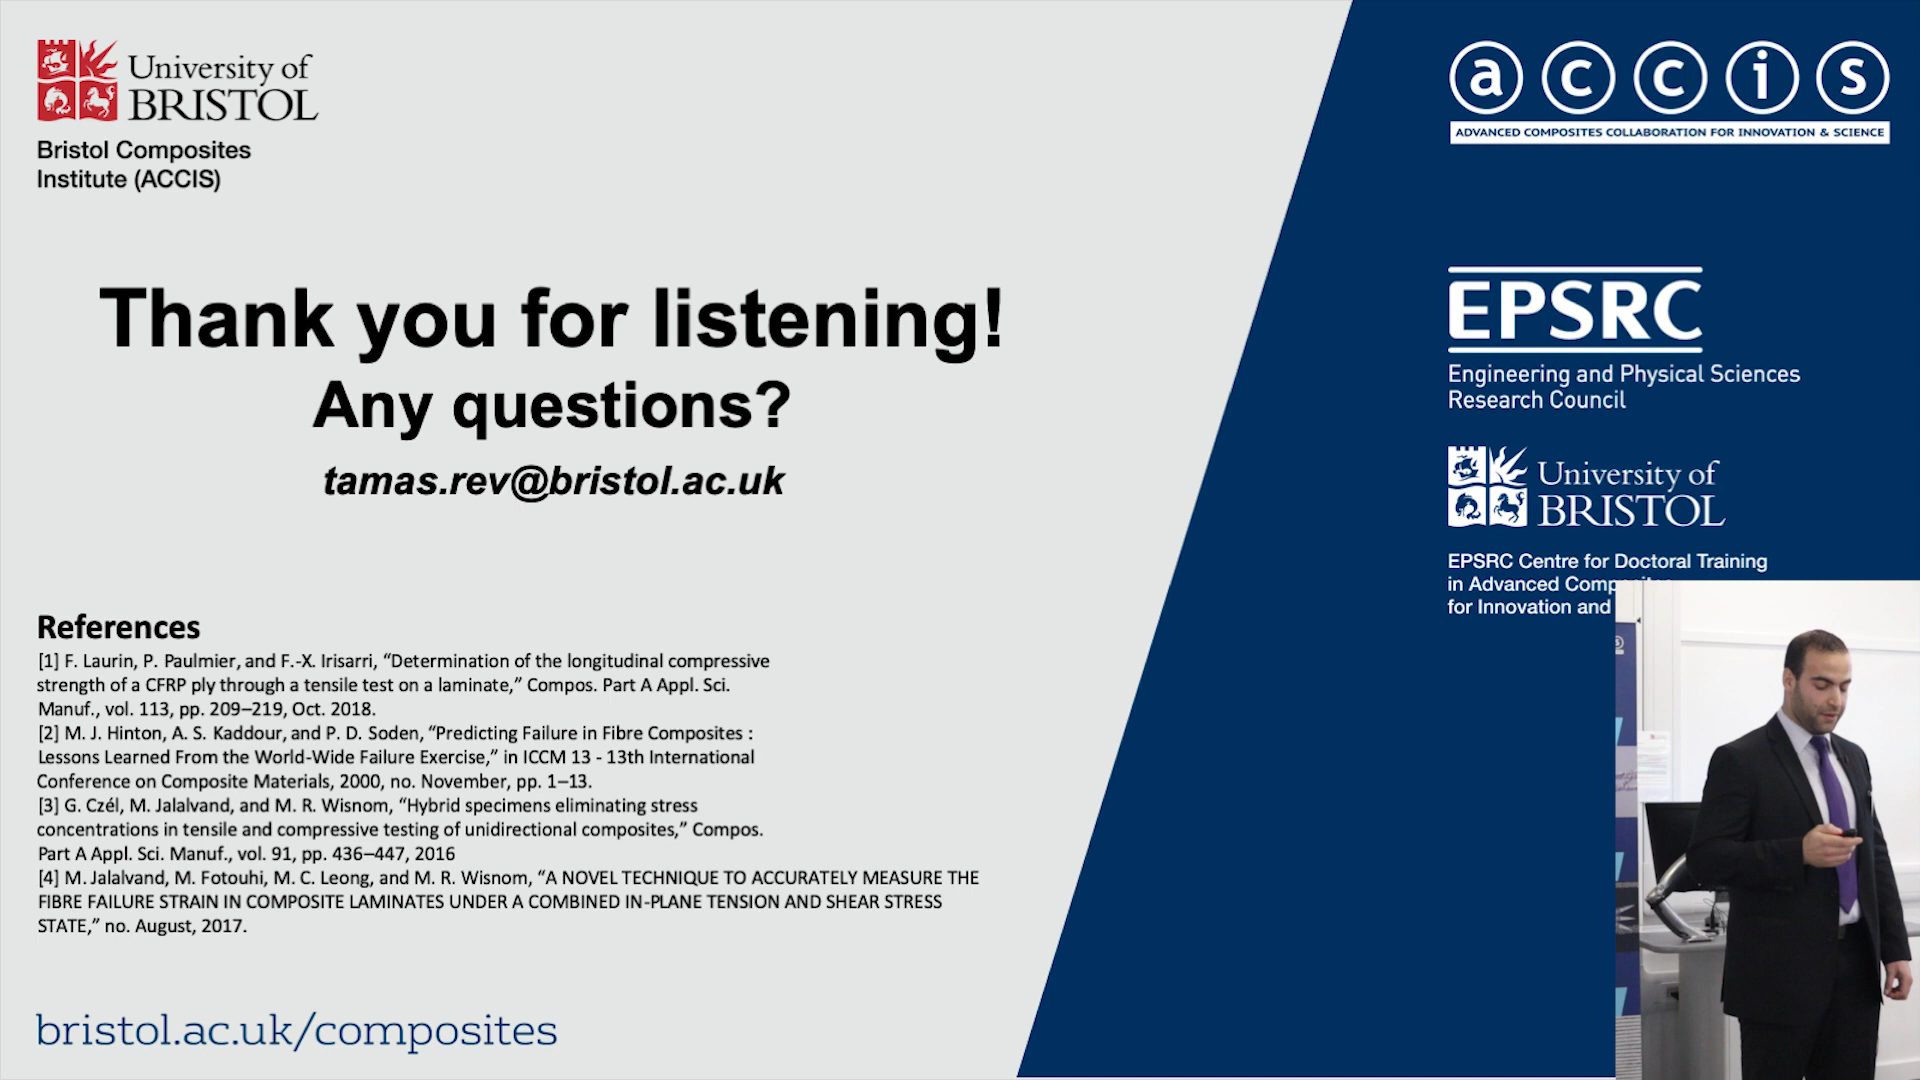 University of
BRISTOL
Bristol Composites
Institute (ACCIS)
Thank you for listening!
Any questions?
tamas.rev@bristol.ac.uk
References
[1] F. Laurin, P. Paulmier, and F.-X. Irisarri, “Determination of the longitudinal compressive
strength of a CFRP ply through a tensile test on a laminate,” Compos. Part A Appl. Sci.
Manuf., vol. 113, pp. 209–219, Oct. 2018.
[2] M. J. Hinton, A. S. Kaddour, and P. D. Soden, “Predicting Failure in Fibre Composites :
Lessons Learned From the World-Wide Failure Exercise,” in ICCM 13 - 13th International
Conference on Composite Materials, 2000, no. November, pp. 1–13.
[3] G. Czél, M. Jalalvand, and M. R. Wisnom, “Hybrid specimens eliminating stress
concentrations in tensile and compressive testing of unidirectional composites,” Compos.
Part A Appl. Sci. Manuf., vol. 91, pp. 436–447, 2016
[4] M. Jalalvand, M. Fotouhi, M. C. Leong, and M. R. Wisnom, “A NOVEL TECHNIQUE TO ACCURATELY MEASURE THE
FIBRE FAILURE STRAIN IN COMPOSITE LAMINATES UNDER A COMBINED IN-PLANE TENSION AND SHEAR STRESS
STATE,” no. August, 2017.
bristol.ac.uk/composites
accis
ADVANCED COMPOSITES COLLABORATION FOR INNOVATION & SCIENCE
EPSRC
Engineering and Physical Sciences
Research Council
University of
BRISTOL
EPSRC Centre for Doctoral Training
in Advanced
for Innovation and